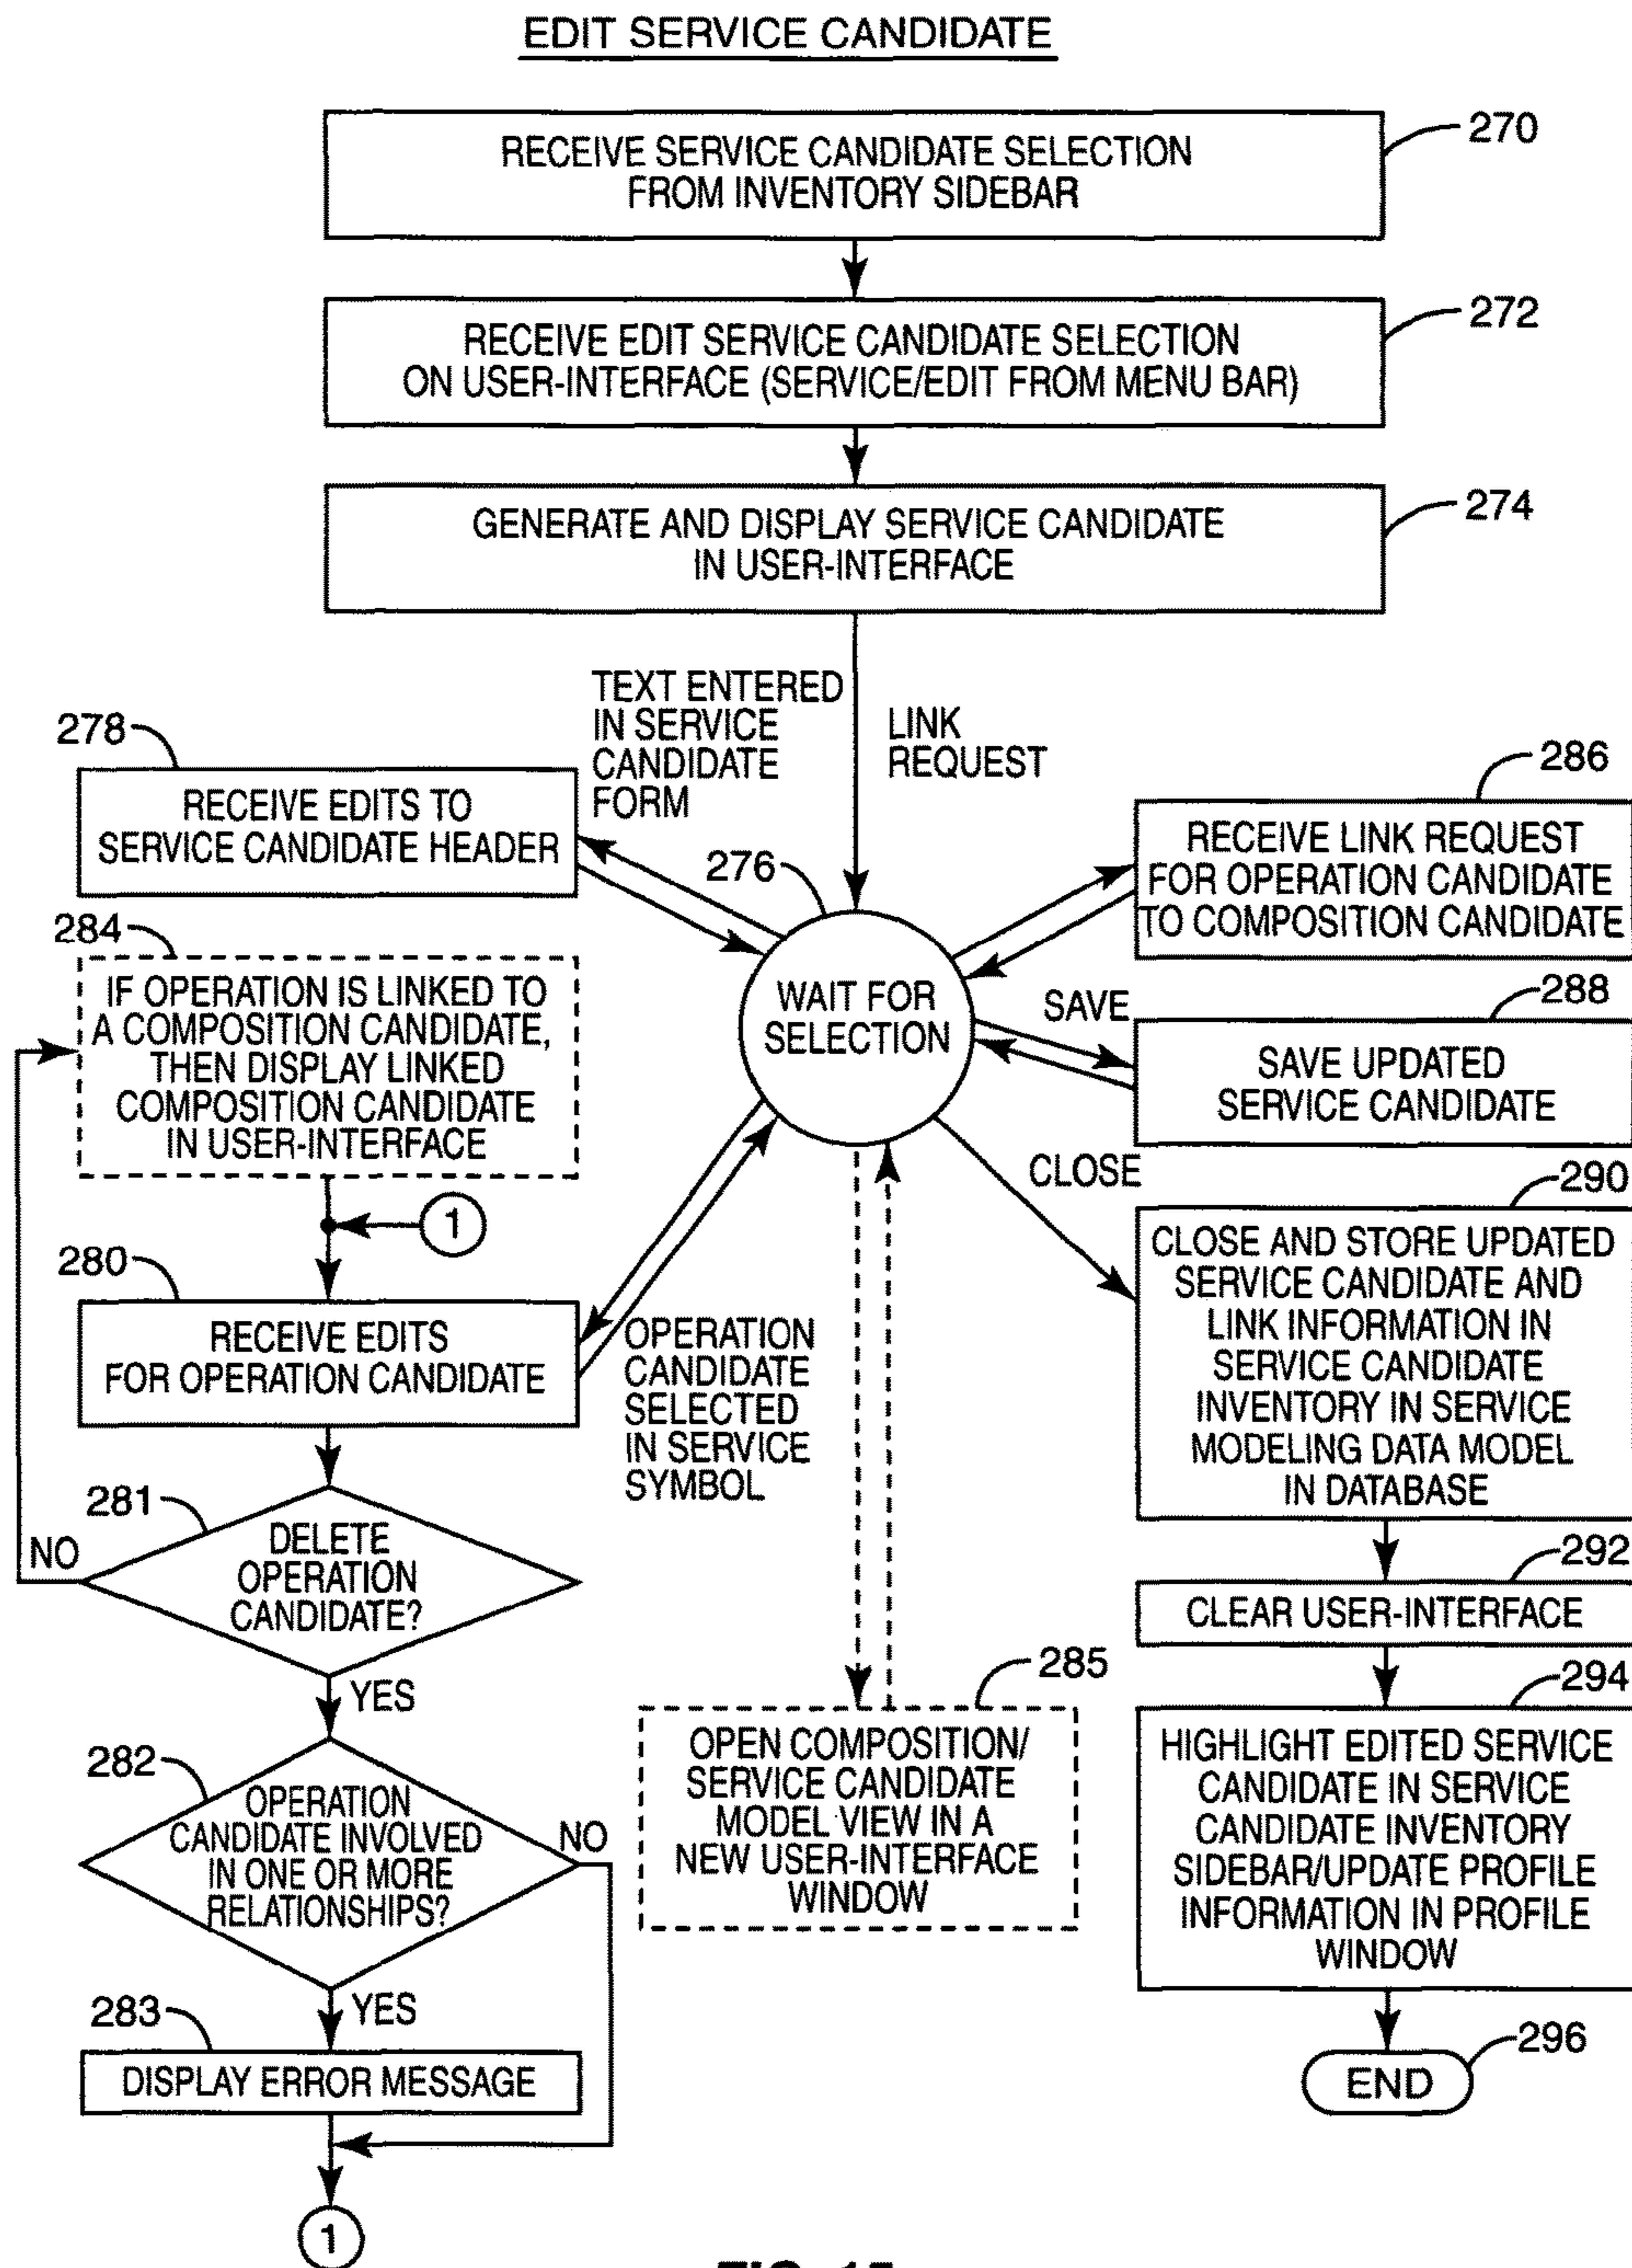 EDIT SERVICE CANDIDATE
RECEIVE SERVICE CANDIDATE SELECTION
FROM INVENTORY SIDEBAR
270
RECEIVE EDIT SERVICE CANDIDATE SELECTION
ON USER-INTERFACE (SERVICE/EDIT FROM MENU BAR)
272
GENERATE AND DISPLAY SERVICE CANDIDATE
IN USER-INTERFACE
274
TEXT ENTERED
IN SERVICE
CANDIDATE
FORM
LINK
REQUEST
278
RECEIVE EDITS TO
SERVICE CANDIDATE HEADER
276
WAIT FOR
SELECTION
286
RECEIVE LINK REQUEST
FOR OPERATION CANDIDATE
TO COMPOSITION CANDIDATE
284
IF OPERATION IS LINKED TO
A COMPOSITION CANDIDATE,
THEN DISPLAY LINKED
COMPOSITION CANDIDATE
IN USER-INTERFACE
SAVE
288
SAVE UPDATED
SERVICE CANDIDATE
1
CLOSE
290
CLOSE AND STORE UPDATED
SERVICE CANDIDATE AND
LINK INFORMATION IN
SERVICE CANDIDATE
INVENTORY IN SERVICE
MODELING DATA MODEL
IN DATABASE
280
RECEIVE EDITS
FOR OPERATION CANDIDATE
OPERATION
CANDIDATE
SELECTED
IN SERVICE
SYMBOL
281
DELETE
OPERATION
CANDIDATE?
NO
YES
292
CLEAR USER-INTERFACE
282
OPERATION
CANDIDATE INVOLVED
IN ONE OR MORE
RELATIONSHIPS?
NO
YES
285
OPEN COMPOSITION/
SERVICE CANDIDATE
MODEL VIEW IN A
NEW USER-INTERFACE
WINDOW
294
HIGHLIGHT EDITED SERVICE
CANDIDATE IN SERVICE
CANDIDATE INVENTORY
SIDEBAR/UPDATE PROFILE
INFORMATION IN PROFILE
WINDOW
283
DISPLAY ERROR MESSAGE
296
END
1